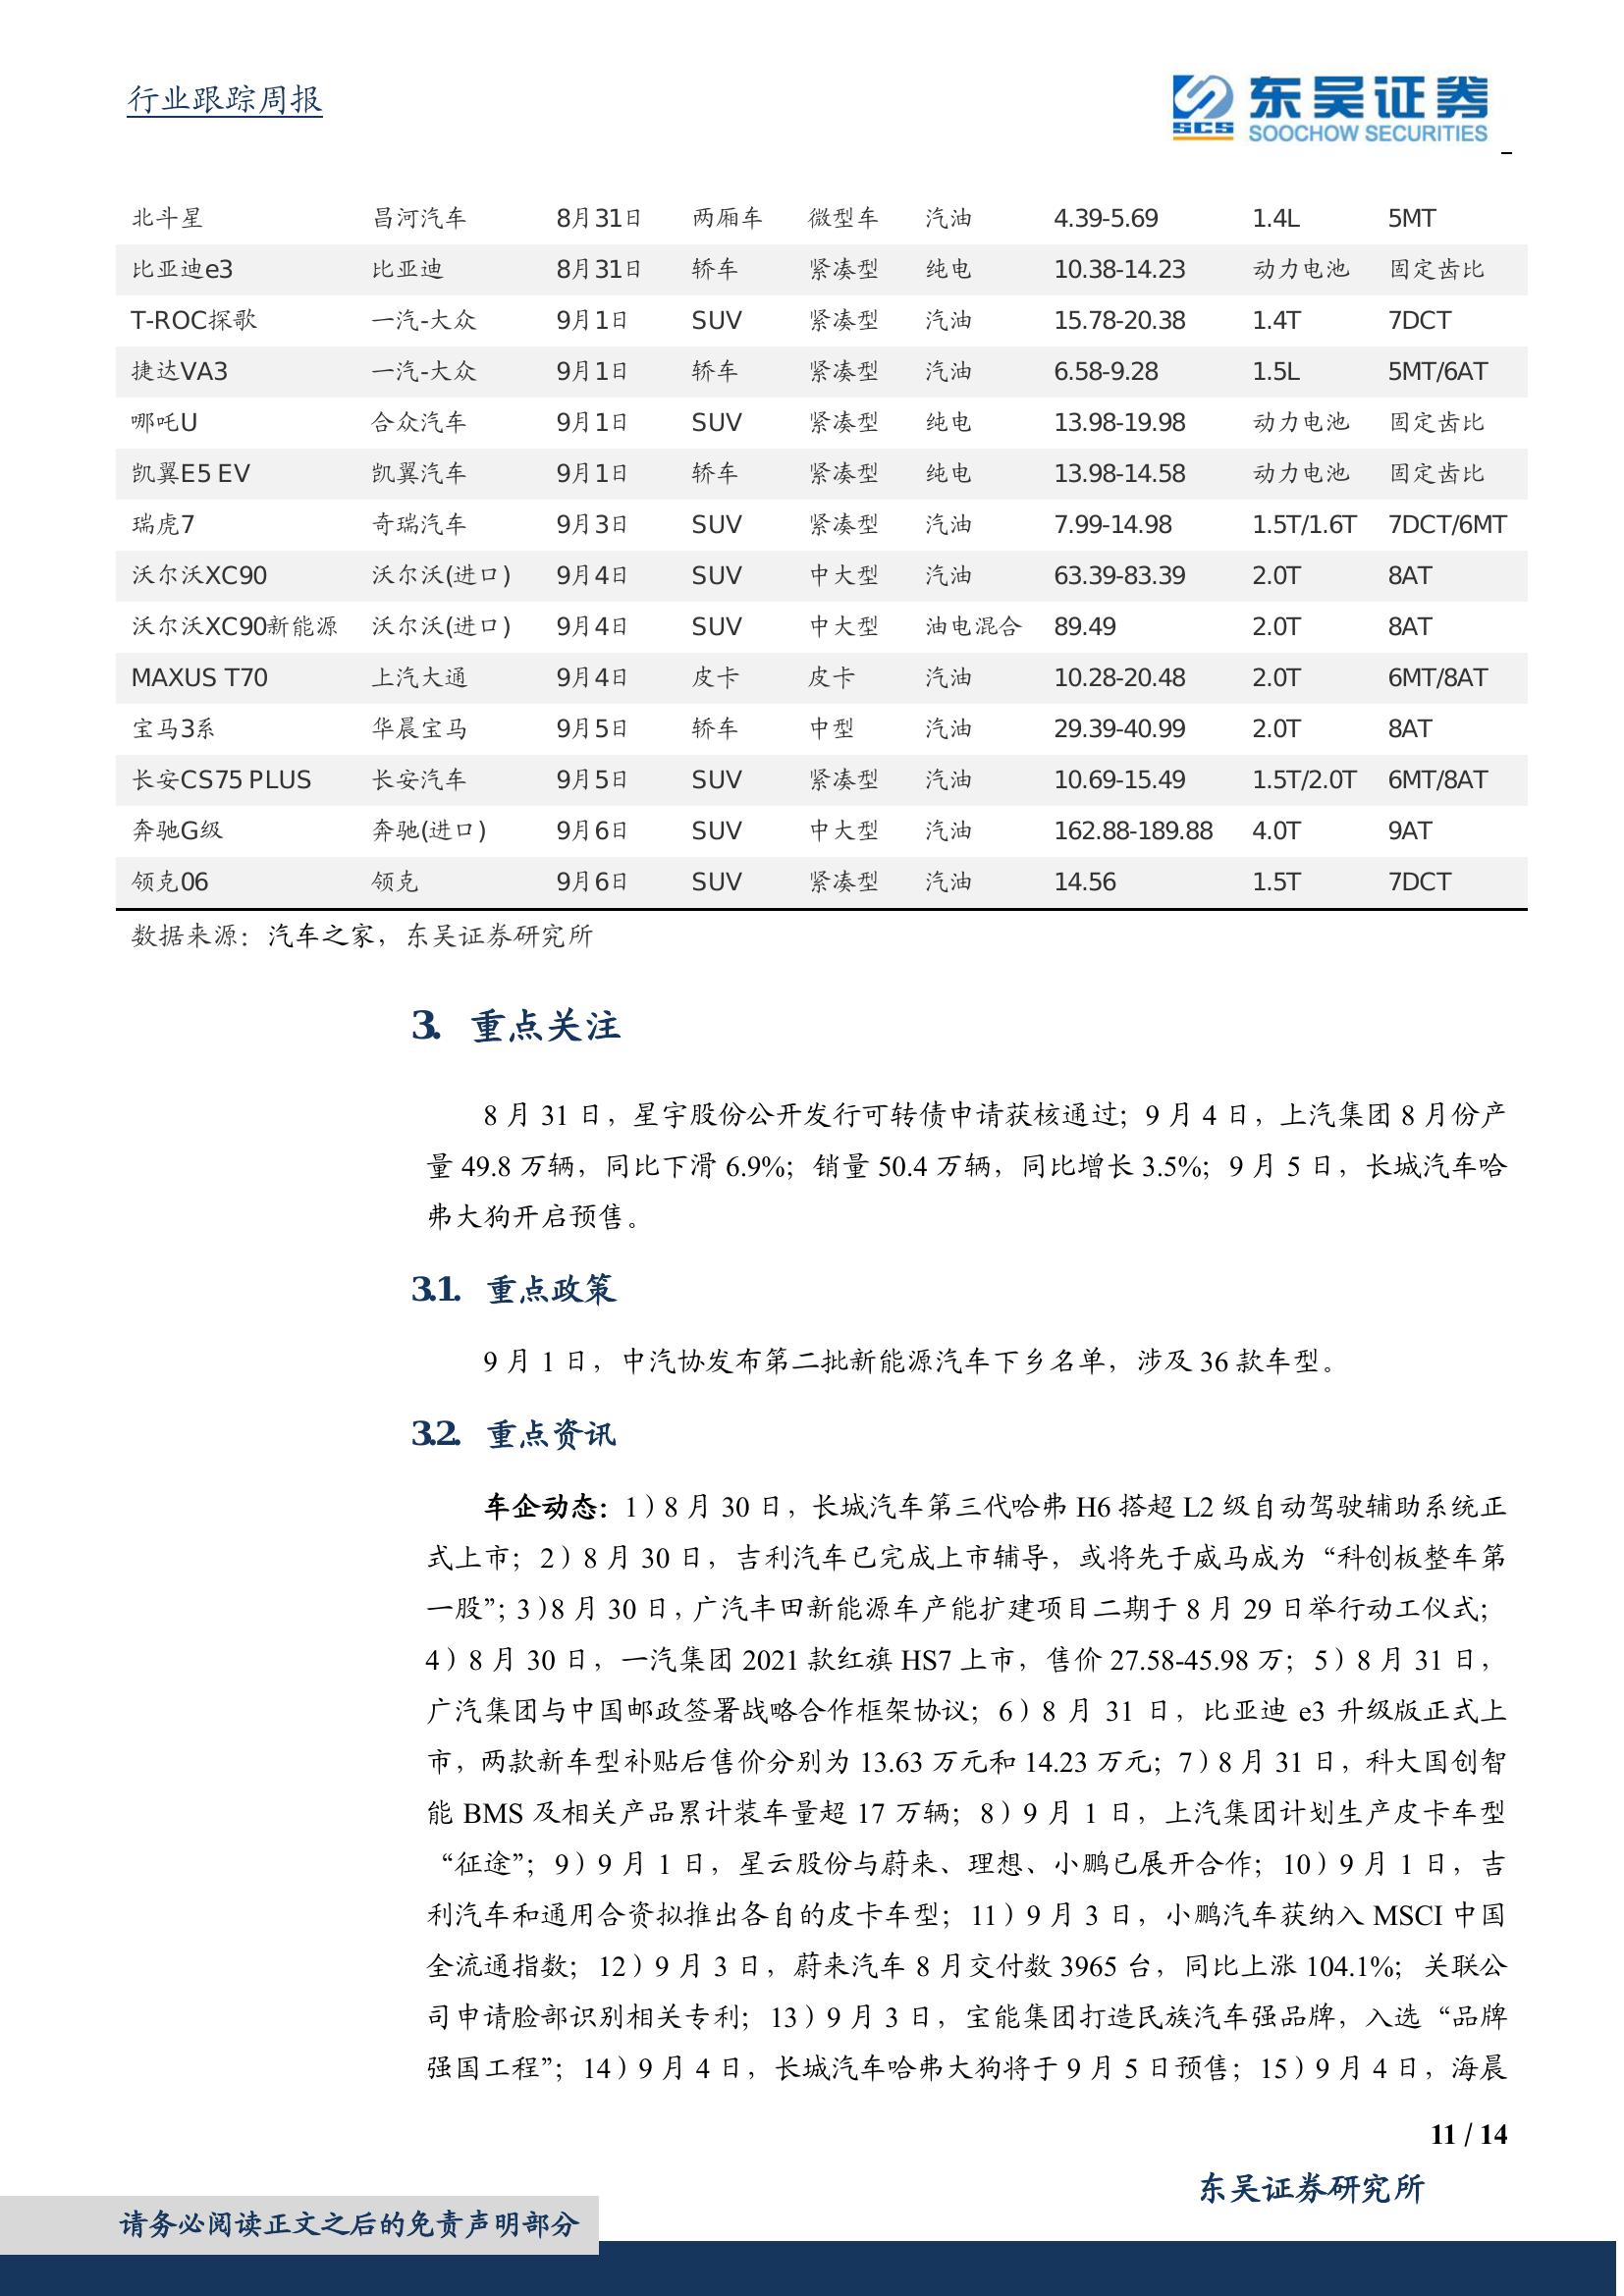 行业跟踪周报
SCS 东吴证券
SOOCHOW SECURITIES
北斗星 昌河汽车 8月31日 两厢车 微型车 汽油 4.39-5.69 1.4L 5MT
比亚迪e3 比亚迪 8月31日 轿车 紧凑型 纯电 10.38-14.23 动力电池 固定齿比
T-ROC探歌 一汽-大众 9月1日 SUV 紧凑型 汽油 15.78-20.38 1.4T 7DCT
捷达VA3 一汽-大众 9月1日 轿车 紧凑型 汽油 6.58-9.28 1.5L 5MT/6AT
哪吒U 合众汽车 9月1日 SUV 紧凑型 纯电 13.98-19.98 动力电池 固定齿比
凯翼E5 EV 凯翼汽车 9月1日 轿车 紧凑型 纯电 13.98-14.58 动力电池 固定齿比
瑞虎7 奇瑞汽车 9月3日 SUV 紧凑型 汽油 7.99-14.98 1.5T/1.6T 7DCT/6MT
沃尔沃XC90 沃尔沃(进口) 9月4日 SUV 中大型 汽油 63.39-83.39 2.0T 8AT
沃尔沃XC90新能源 沃尔沃(进口) 9月4日 SUV 中大型 油电混合 89.49 2.0T 8AT
MAXUS T70 上汽大通 9月4日 皮卡 皮卡 汽油 10.28-20.48 2.0T 6MT/8AT
宝马3系 华晨宝马 9月5日 轿车 中型 汽油 29.39-40.99 2.0T 8AT
长安CS75 PLUS 长安汽车 9月5日 SUV 紧凑型 汽油 10.69-15.49 1.5T/2.0T 6MT/8AT
奔驰G级 奔驰(进口) 9月6日 SUV 中大型 汽油 162.88-189.88 4.0T 9AT
领克06 领克 9月6日 SUV 紧凑型 汽油 14.56 1.5T 7DCT
数据来源：汽车之家，东吴证券研究所
3. 重点关注
8 月 31 日，星宇股份公开发行可转债申请获核通过；9 月 4 日，上汽集团 8 月份产
量 49.8 万辆，同比下滑 6.9%；销量 50.4 万辆，同比增长 3.5%；9 月 5 日，长城汽车哈
弗大狗开启预售。
3.1. 重点政策
9 月 1 日，中汽协发布第二批新能源汽车下乡名单，涉及 36 款车型。
3.2. 重点资讯
车企动态：1）8 月 30 日，长城汽车第三代哈弗 H6 搭超 L2 级自动驾驶辅助系统正
式上市；2）8 月 30 日，吉利汽车已完成上市辅导，或将先于威马成为“科创板整车第
一股”；3）8 月 30 日，广汽丰田新能源车产能扩建项目二期于 8 月 29 日举行动工仪式；
4）8 月 30 日，一汽集团 2021 款红旗 HS7 上市，售价 27.58-45.98 万；5）8 月 31 日，
广汽集团与中国邮政签署战略合作框架协议；6）8 月 31 日，比亚迪 e3 升级版正式上
市，两款新车型补贴后售价分别为 13.63 万元和 14.23 万元；7）8 月 31 日，科大国创智
能 BMS 及相关产品累计装车量超 17 万辆；8）9 月 1 日，上汽集团计划生产皮卡车型
“征途”；9）9 月 1 日，星云股份与蔚来、理想、小鹏已展开合作；10）9 月 1 日，吉
利汽车和通用合资拟推出各自的皮卡车型；11）9 月 3 日，小鹏汽车获纳入 MSCI 中国
全流通指数；12）9 月 3 日，蔚来汽车 8 月交付数 3965 台，同比上涨 104.1%；关联公
司申请脸部识别相关专利；13）9 月 3 日，宝能集团打造民族汽车强品牌，入选“品牌
强国工程”；14）9 月 4 日，长城汽车哈弗大狗将于 9 月 5 日预售；15）9 月 4 日，海晨
11 / 14
东吴证券研究所
请务必阅读正文之后的免责声明部分